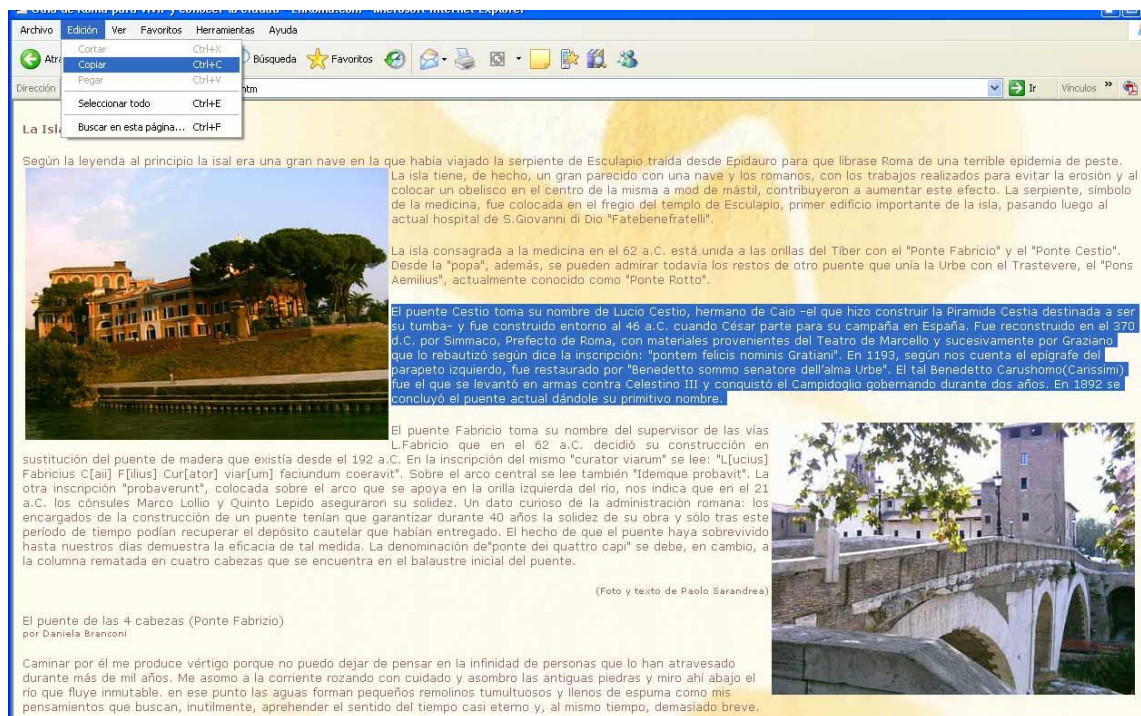 Guía de Roma para vivir y conocer la ciudad - EnRoma.com - Microsoft Internet Explorer
Archivo Edición Ver Favoritos Herramientas Ayuda
Cortar Ctrl+X
Copiar Ctrl+C
Pegar Ctrl+V
Seleccionar todo Ctrl+E
Buscar en esta página... Ctrl+F
Atrá Búsqueda Favoritos
Dirección htm Ir Vínculos »
La Isl
Según la leyenda al principio la isal era una gran nave en la que había viajado la serpiente de Esculapio traída desde Epidauro para que librase Roma de una terrible epidemia de peste.
La isla tiene, de hecho, un gran parecido con una nave y los romanos, con los trabajos realizados para evitar la erosión y al
colocar un obelisco en el centro de la misma a mod de mástil, contribuyeron a aumentar este efecto. La serpiente, símbolo
de la medicina, fue colocada en el fregio del templo de Esculapio, primer edificio importante de la isla, pasando luego al
actual hospital de S.Giovanni di Dio "Fatebenefratelli".
La isla consagrada a la medicina en el 62 a.C. está unida a las orillas del Tíber con el "Ponte Fabricio" y el "Ponte Cestio".
Desde la "popa", además, se pueden admirar todavía los restos de otro puente que unía la Urbe con el Trastevere, el "Pons
Aemilius", actualmente conocido como "Ponte Rotto".
El puente Cestio toma su nombre de Lucio Cestio, hermano de Caio -el que hizo construir la Piramide Cestia destinada a ser
su tumba- y fue construido entorno al 46 a.C. cuando César parte para su campaña en España. Fue reconstruido en el 370
d.C. por Simmaco, Prefecto de Roma, con materiales provenientes del Teatro de Marcello y sucesivamente por Graziano
que lo rebautizó según dice la inscripción: "pontem felicis nominis Gratiani". En 1193, según nos cuenta el epígrafe del
parapeto izquierdo, fue restaurado por "Benedetto sommo senatore dell'alma Urbe". El tal Benedetto Carushomo(Carissimi)
fue el que se levantó en armas contra Celestino III y conquistó el Campidoglio gobernando durante dos años. En 1892 se
concluyó el puente actual dándole su primitivo nombre.
El puente Fabricio toma su nombre del supervisor de las vías
L.Fabricio que en el 62 a.C. decidió su construcción en
sustitución del puente de madera que existía desde el 192 a.C. En la inscripción del mismo "curator viarum" se lee: "L[ucius]
Fabricius C[aii] F[ilius] Cur[ator] viar[um] faciundum coeravit". Sobre el arco central se lee también "Idemque probavit". La
otra inscripción "probaverunt", colocada sobre el arco que se apoya en la orilla izquierda del río, nos indica que en el 21
a.C. los cónsules Marco Lollio y Quinto Lepido aseguraron su solidez. Un dato curioso de la administración romana: los
encargados de la construcción de un puente tenían que garantizar durante 40 años la solidez de su obra y sólo tras este
período de tiempo podían recuperar el depósito cautelar que habían entregado. El hecho de que el puente haya sobrevivido
hasta nuestros días demuestra la eficacia de tal medida. La denominación de"ponte dei quattro capi" se debe, en cambio, a
la columna rematada en cuatro cabezas que se encuentra en el balaustre inicial del puente.
(Foto y texto de Paolo Sarandrea)
El puente de las 4 cabezas (Ponte Fabrizio)
por Daniela Branconi
Caminar por él me produce vértigo porque no puedo dejar de pensar en la infinidad de personas que lo han atravesado
durante más de mil años. Me asomo a la corriente rozando con cuidado y asombro las antiguas piedras y miro ahí abajo el
río que fluye inmutable. en ese punto las aguas forman pequeños remolinos tumultuosos y llenos de espuma como mis
pensamientos que buscan, inutilmente, aprehender el sentido del tiempo casi eterno y, al mismo tiempo, demasiado breve.